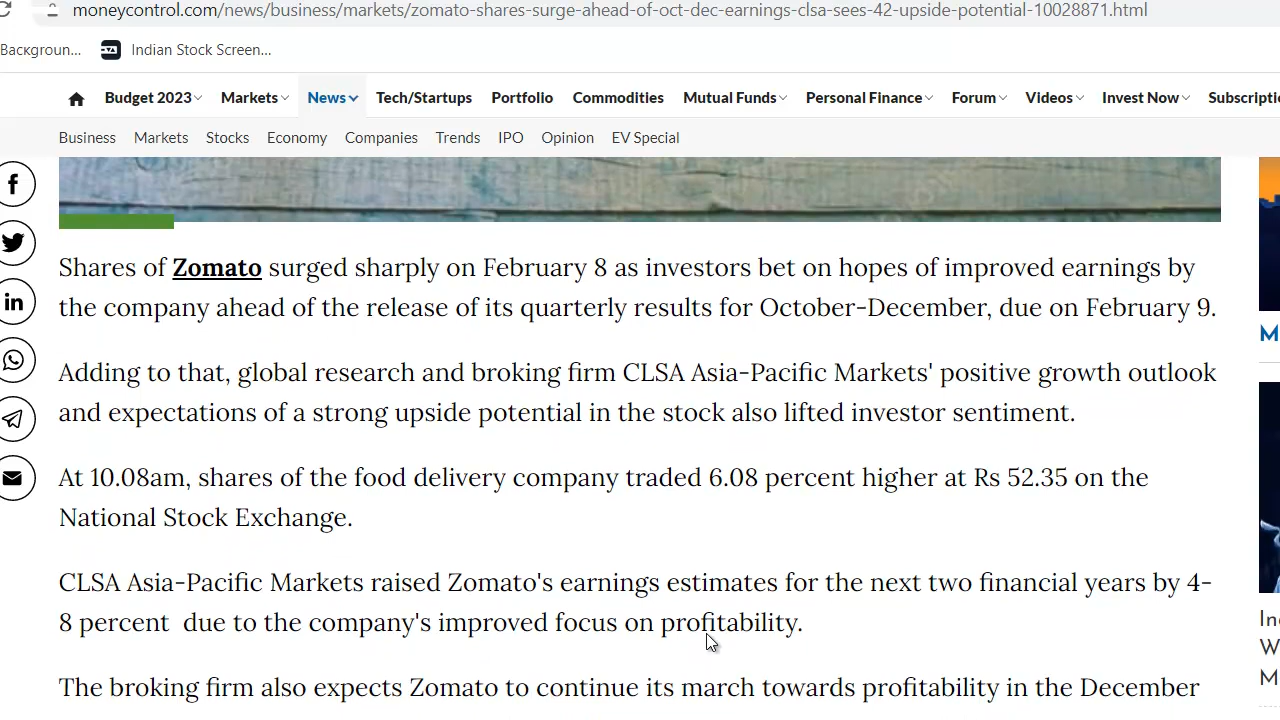 moneycontrol.com/news/business/markets/zomato-shares-surge-ahead-of-oct-dec-earnings-clsa-sees-42-upside-potential-10028871.html
Backgroun... Indian Stock Screen...
Budget 2023 Markets News Tech/Startups Portfolio Commodities Mutual Funds Personal Finance Forum Videos Invest Now Subscripti
Business Markets Stocks Economy Companies Trends IPO Opinion EV Special
Shares of Zomato surged sharply on February 8 as investors bet on hopes of improved earnings by
the company ahead of the release of its quarterly results for October-December, due on February 9.
M
Adding to that, global research and broking firm CLSA Asia-Pacific Markets' positive growth outlook
and expectations of a strong upside potential in the stock also lifted investor sentiment.
At 10.08am, shares of the food delivery company traded 6.08 percent higher at Rs 52.35 on the
National Stock Exchange.
CLSA Asia-Pacific Markets raised Zomato's earnings estimates for the next two financial years by 4-
8 percent due to the company's improved focus on profitability.
In
W
M
The broking firm also expects Zomato to continue its march towards profitability in the December